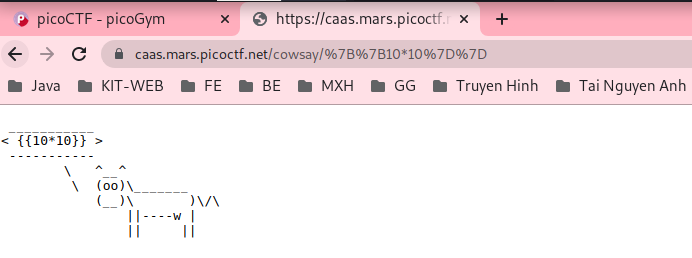 picoCTF - picoGym
https://caas.mars.picoctf.n
caas.mars.picoctf.net/cowsay/%7B%7B10*10%7D%7D
Java KIT-WEB FE BE MXH GG Truyen Hinh Tai Nguyen Anh
 ___________
< {{10*10}} >
 -----------
        \   ^__^
         \  (oo)\_______
            (__)\       )\/\
                ||----w |
                ||     ||